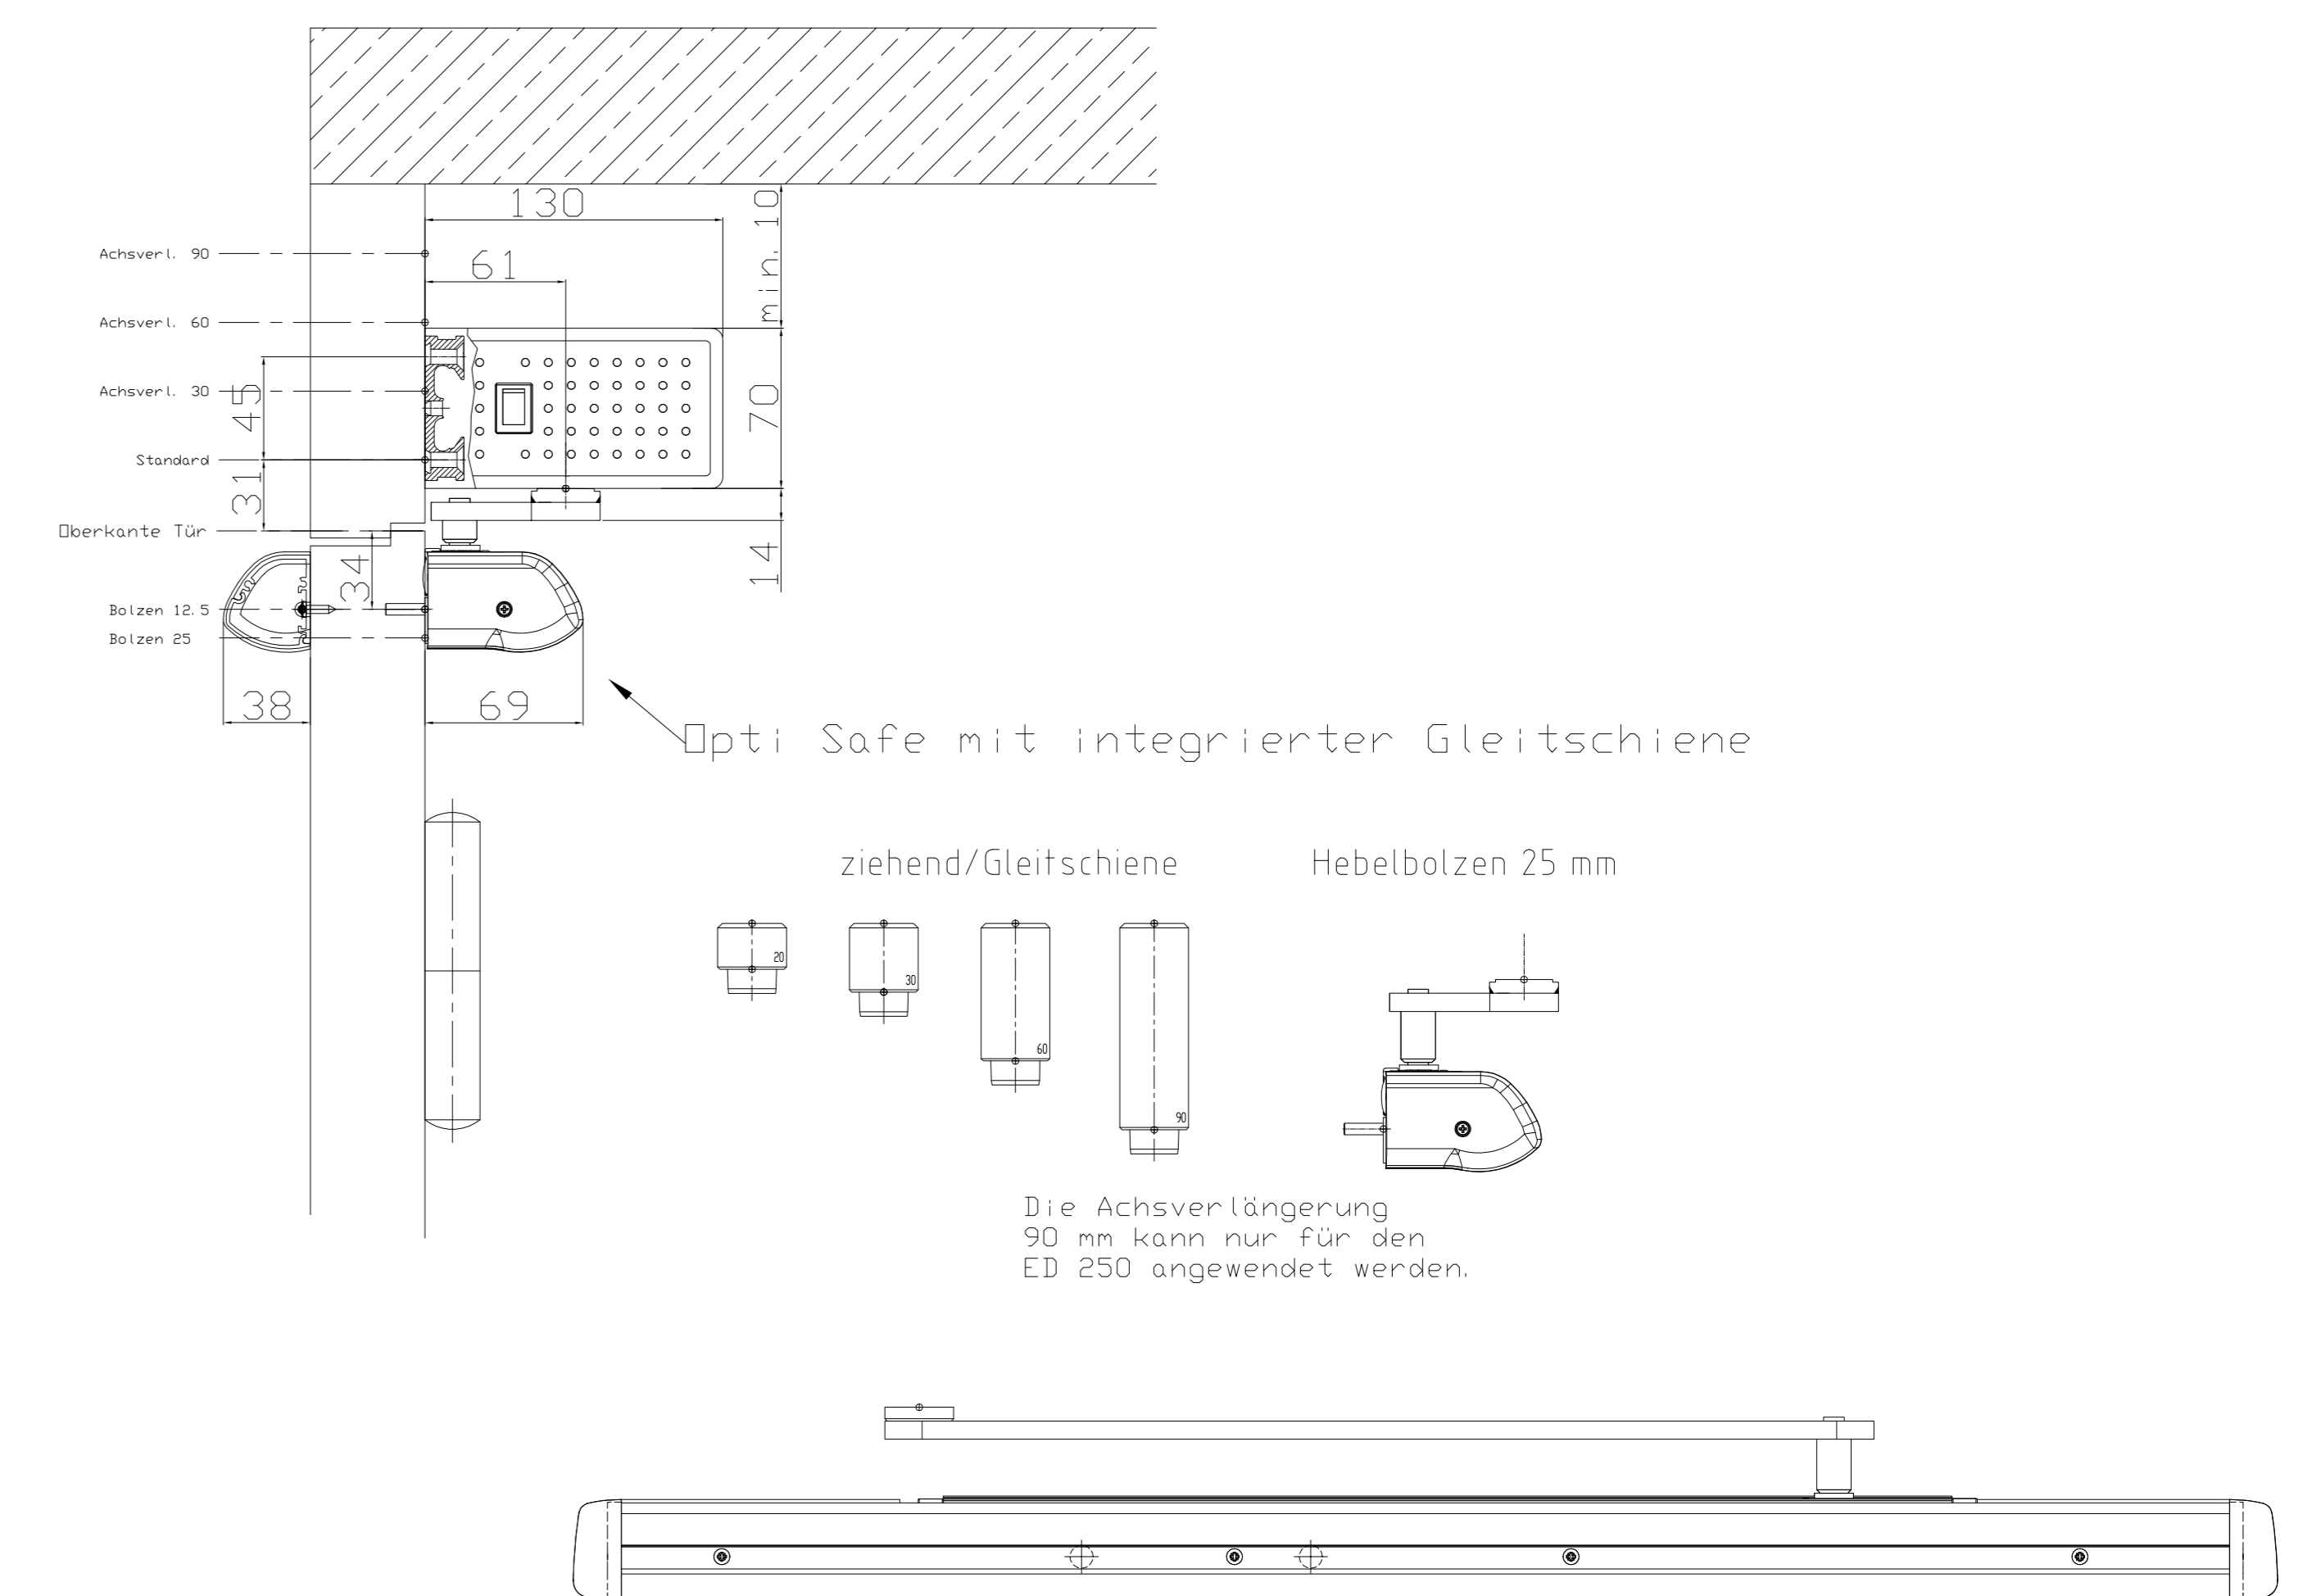 130
min. 10
Achsverl. 90
61
Achsverl. 60
Achsverl. 30
45
70
Standard
31
Oberkante Tür
34
14
Bolzen 12.5
Bolzen 25
38
69
Opti Safe mit integrierter Gleitschiene
ziehend/Gleitschiene
Hebelbolzen 25 mm
20
30
60
90
Die Achsverlängerung
90 mm kann nur für den
ED 250 angewendet werden.